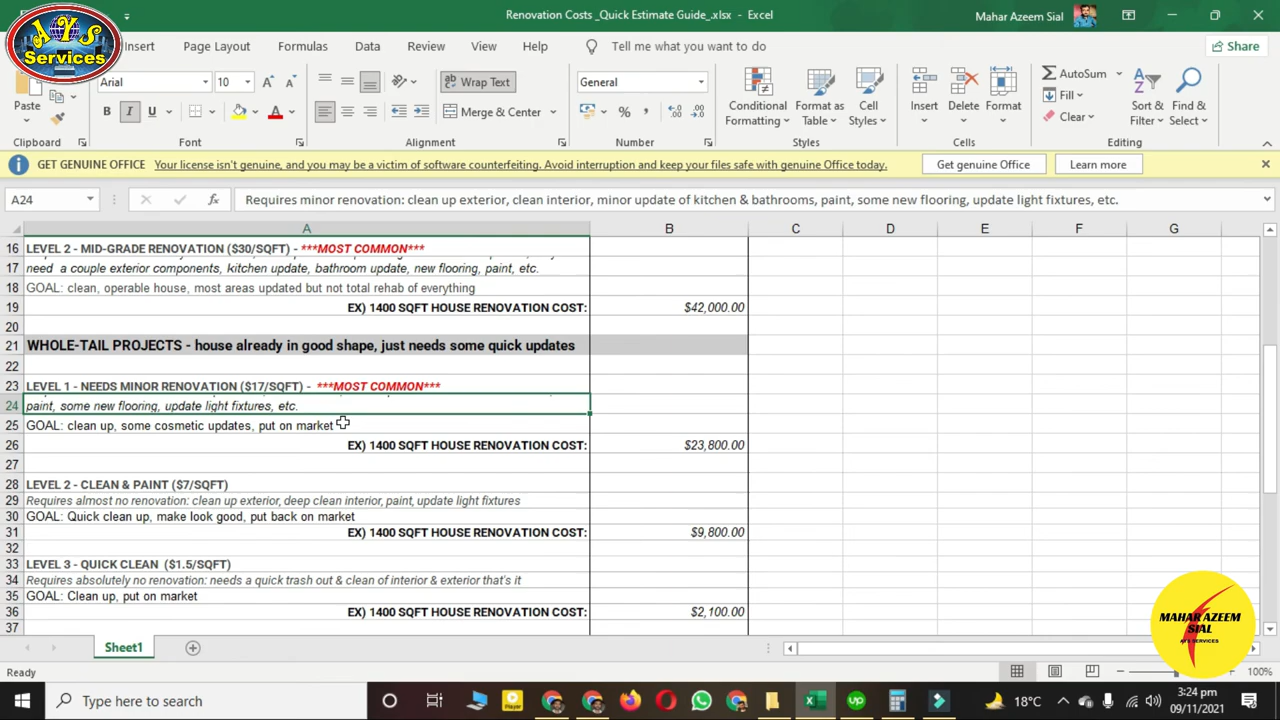 Renovation Costs _Quick Estimate Guide_.xlsx - Excel
Mahar Azeem Sial
AYS
Services
Insert Page Layout Formulas Data Review View Help Tell me what you want to do Share
Paste
Arial 10 Wrap Text General
B I U Merge & Center
Conditional Formatting Format as Table Cell Styles Insert Delete Format
AutoSum
Fill
Clear
Sort & Filter Find & Select
Clipboard Font Alignment Number Styles Cells Editing
GET GENUINE OFFICE Your license isn't genuine, and you may be a victim of software counterfeiting. Avoid interruption and keep your files safe with genuine Office today. Get genuine Office Learn more
A24 fx Requires minor renovation: clean up exterior, clean interior, minor update of kitchen & bathrooms, paint, some new flooring, update light fixtures, etc.
A B C D E F G
16 LEVEL 2 - MID-GRADE RENOVATION ($30/SQFT) - ***MOST COMMON***
17 need a couple exterior components, kitchen update, bathroom update, new flooring, paint, etc.
18 GOAL: clean, operable house, most areas updated but not total rehab of everything
19 EX) 1400 SQFT HOUSE RENOVATION COST: $42,000.00
20
21 WHOLE-TAIL PROJECTS - house already in good shape, just needs some quick updates
22
23 LEVEL 1 - NEEDS MINOR RENOVATION ($17/SQFT) - ***MOST COMMON***
24 paint, some new flooring, update light fixtures, etc.
25 GOAL: clean up, some cosmetic updates, put on market
26 EX) 1400 SQFT HOUSE RENOVATION COST: $23,800.00
27
28 LEVEL 2 - CLEAN & PAINT ($7/SQFT)
29 Requires almost no renovation: clean up exterior, deep clean interior, paint, update light fixtures
30 GOAL: Quick clean up, make look good, put back on market
31 EX) 1400 SQFT HOUSE RENOVATION COST: $9,800.00
32
33 LEVEL 3 - QUICK CLEAN ($1.5/SQFT)
34 Requires absolutely no renovation: needs a quick trash out & clean of interior & exterior that's it
35 GOAL: Clean up, put on market
36 EX) 1400 SQFT HOUSE RENOVATION COST: $2,100.00
37
MAHAR AZEEM
SIAL
ATS SERVICES
Sheet1
Ready 100%
Type here to search
18°C
3:24 pm
09/11/2021